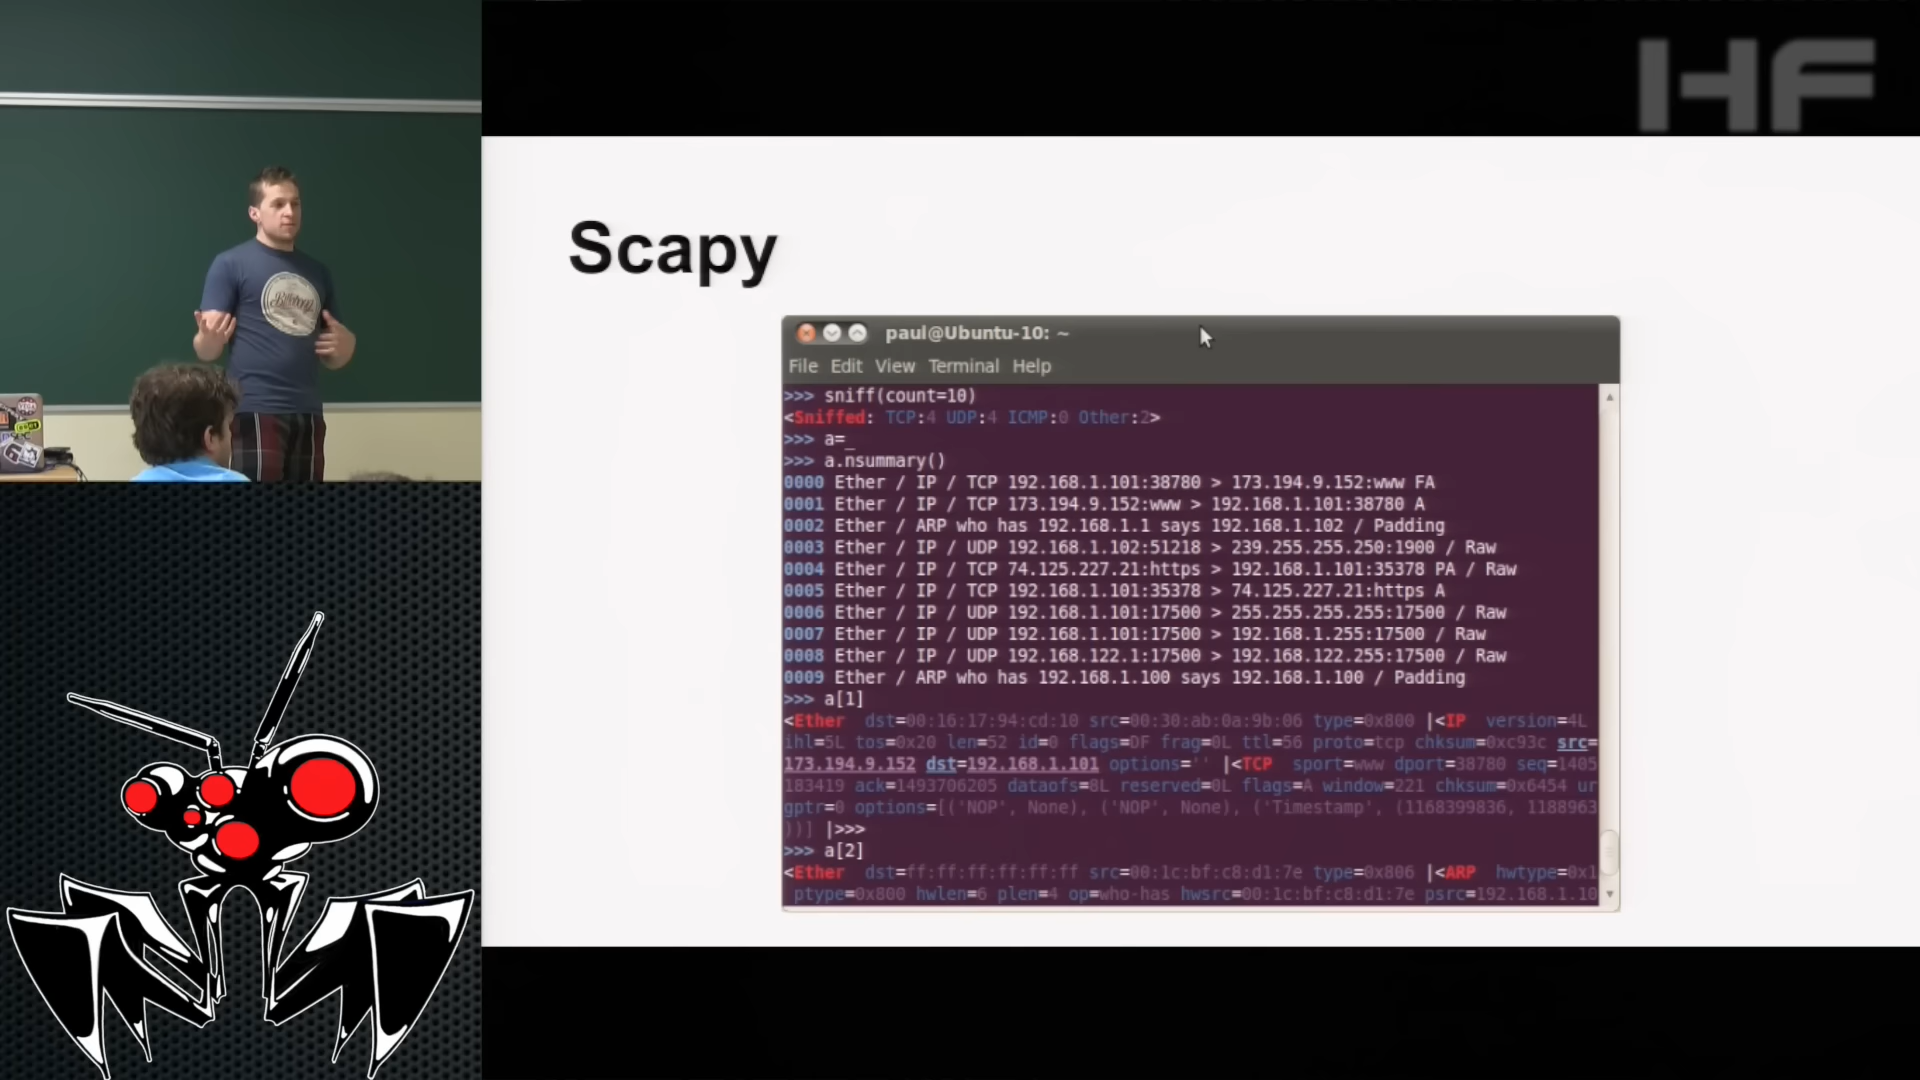 HF
Scapy
paul@Ubuntu-10: ~
File Edit View Terminal Help
>>> sniff(count=10)
<Sniffed: TCP:4 UDP:4 ICMP:0 Other:2>
>>> a=_
>>> a.nsummary()
0000 Ether / IP / TCP 192.168.1.101:38780 > 173.194.9.152:www FA
0001 Ether / IP / TCP 173.194.9.152:www > 192.168.1.101:38780 A
0002 Ether / ARP who has 192.168.1.1 says 192.168.1.102 / Padding
0003 Ether / IP / UDP 192.168.1.102:51218 > 239.255.255.250:1900 / Raw
0004 Ether / IP / TCP 74.125.227.21:https > 192.168.1.101:35378 PA / Raw
0005 Ether / IP / TCP 192.168.1.101:35378 > 74.125.227.21:https A
0006 Ether / IP / UDP 192.168.1.101:17500 > 255.255.255.255:17500 / Raw
0007 Ether / IP / UDP 192.168.1.101:17500 > 192.168.1.255:17500 / Raw
0008 Ether / IP / UDP 192.168.122.1:17500 > 192.168.122.255:17500 / Raw
0009 Ether / ARP who has 192.168.1.100 says 192.168.1.100 / Padding
>>> a[1]
<Ether dst=00:16:17:94:cd:10 src=00:30:ab:0a:9b:06 type=0x800 |<IP version=4L
ihl=5L tos=0x20 len=52 id=0 flags=DF frag=0L ttl=56 proto=tcp chksum=0xc93c src=
173.194.9.152 dst=192.168.1.101 options='' |<TCP sport=www dport=38780 seq=1405
183419 ack=1493706205 dataofs=8L reserved=0L flags=A window=221 chksum=0x6454 ur
gptr=0 options=[('NOP', None), ('NOP', None), ('Timestamp', (1168399836, 1188963
))] |>>>
>>> a[2]
<Ether dst=ff:ff:ff:ff:ff:ff src=00:1c:bf:c8:d1:7e type=0x806 |<ARP hwtype=0x1
ptype=0x800 hwlen=6 plen=4 op=who-has hwsrc=00:1c:bf:c8:d1:7e psrc=192.168.1.10